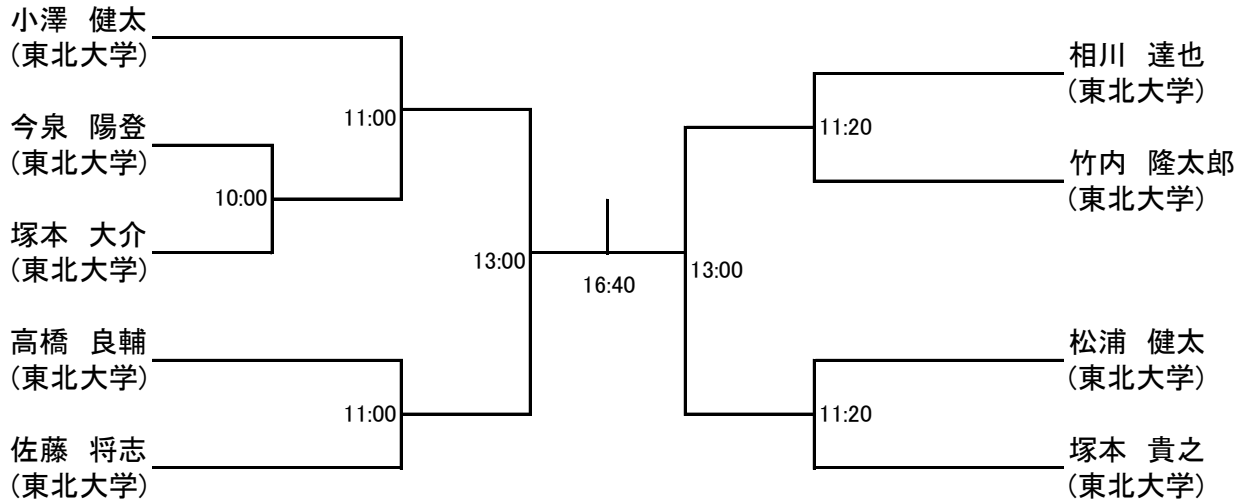 小澤　健太
(東北大学)
今泉　陽登
(東北大学)
塚本　大介
(東北大学)
高橋　良輔
(東北大学)
佐藤　将志
(東北大学)
11:00
10:00
11:00
13:00
16:40
13:00
11:20
11:20
相川　達也
(東北大学)
竹内　隆太郎
(東北大学)
松浦　健太
(東北大学)
塚本　貴之
(東北大学)